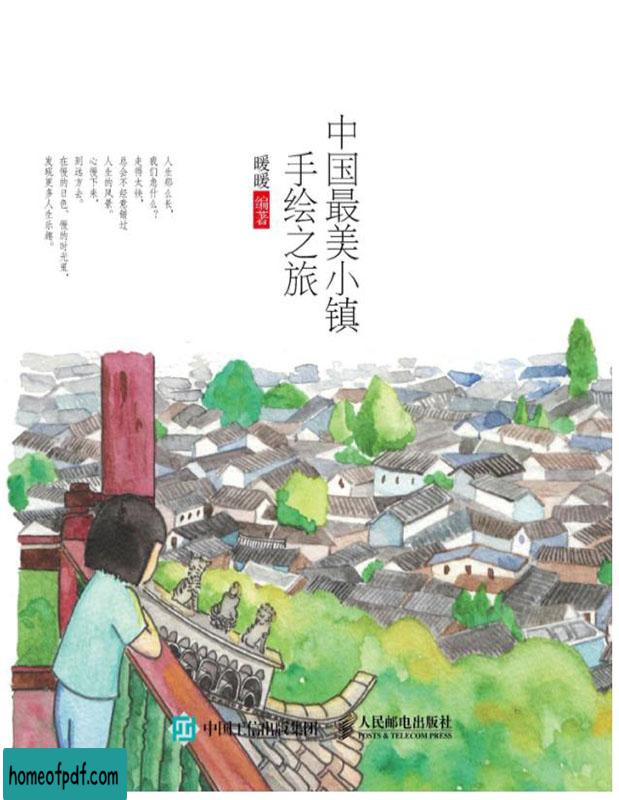 中国最美小镇
手绘之旅
暖暖 编著
人生那么长，
我们急什么？
走得太快，
总会不经意错过
人生的风景。
心慢下来，
到远方去。
在慢的日色、慢的时光里，
发现更多人生乐趣。
中国工信出版集团
人民邮电出版社
POSTS & TELECOM PRESS
homeofpdf.com